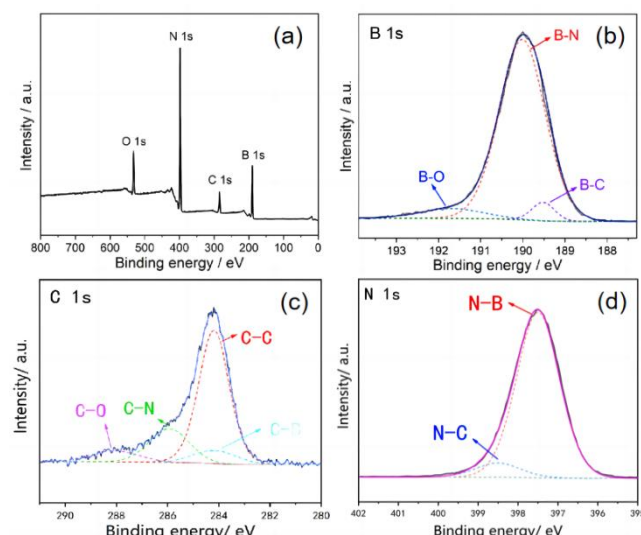 (a)
N 1s
O 1s
C 1s
B 1s
Intensity / a.u.
800 700 600 500 400 300 200 100 0
Binding energy / eV
B 1s
(b)
B-N
B-O
B-C
Intensity / a.u.
193 192 191 190 189 188
Binding energy / eV
C 1s
(c)
C-C
C-N
C-O
Intensity/ a.u.
290 288 286 284 282 280
Binding energy/ eV
N 1s
(d)
N-B
N-C
Intensity/ a.u.
402 401 400 399 398 397 396 395
Binding energy/ eV